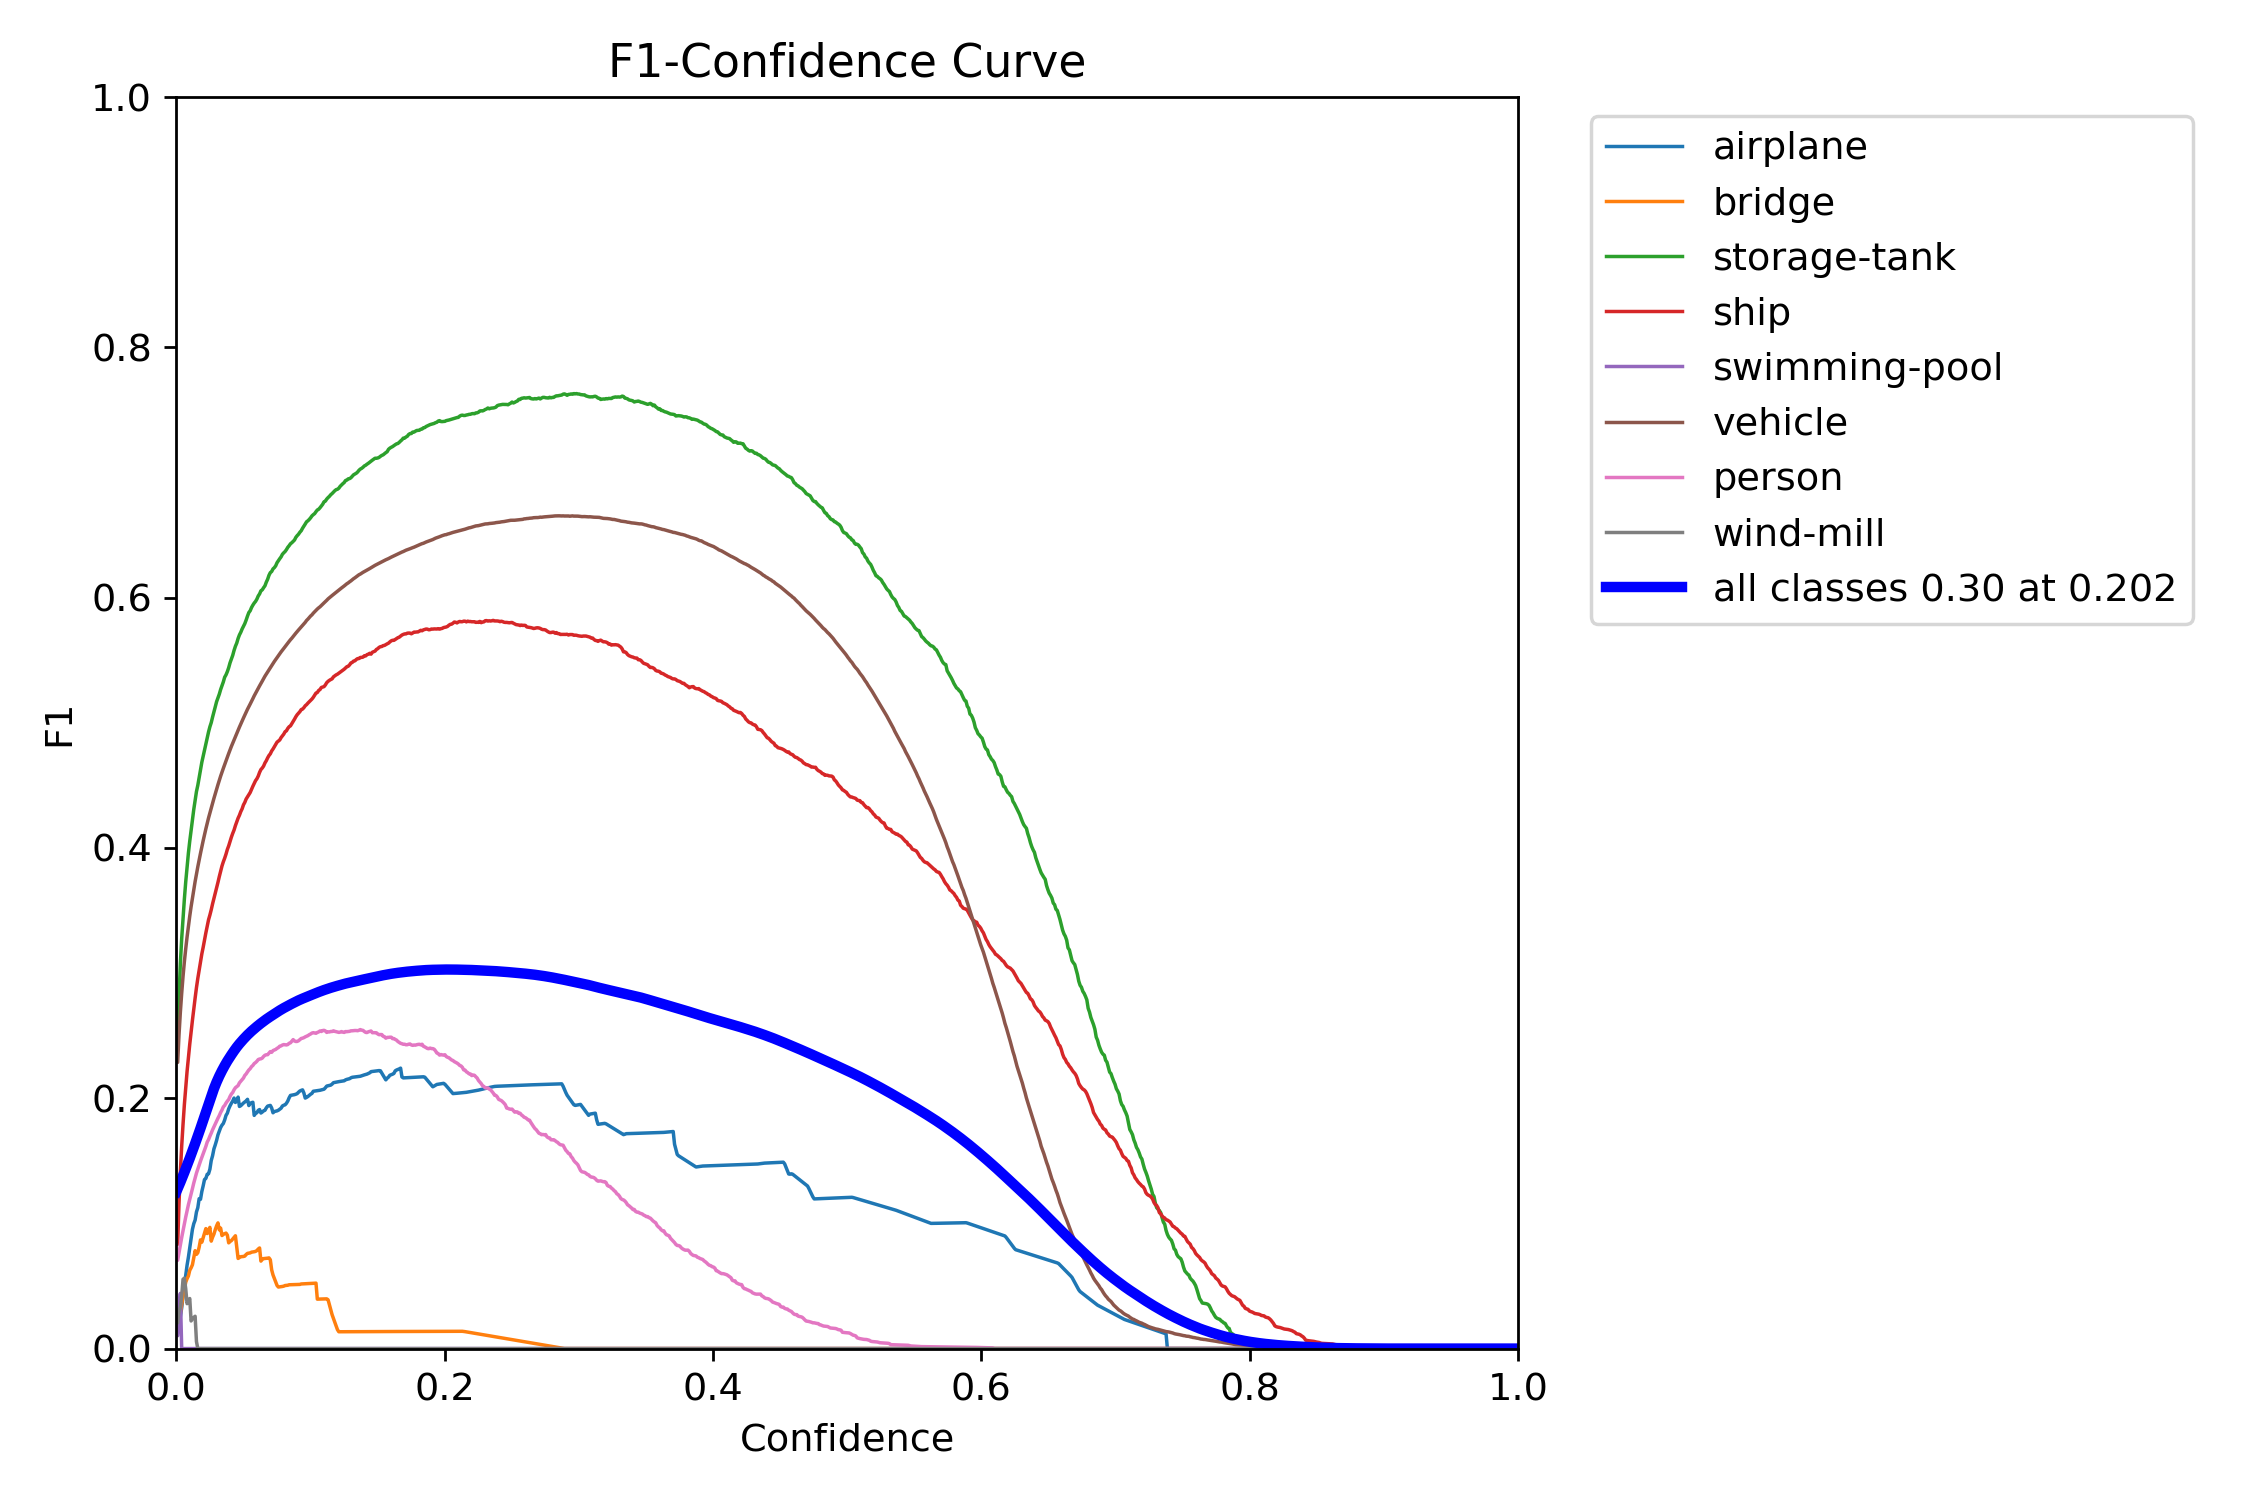 F1-Confidence Curve
1.0
0.8
0.6
0.4
0.2
0.0
F1
0.0 0.2 0.4 0.6 0.8 1.0
Confidence
airplane
bridge
storage-tank
ship
swimming-pool
vehicle
person
wind-mill
all classes 0.30 at 0.202